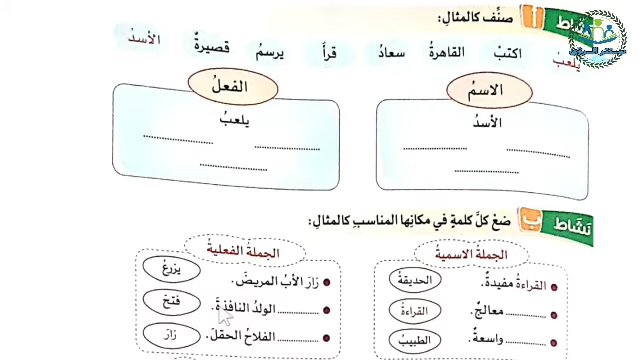 نشاط أ صنِّف كالمثالِ:
يلعبُ اكتبْ القاهرةُ سعادُ قرأَ يرسمُ قصيرةٌ الأسدُ
الاسمُ الفعلُ
الأسدُ يلعبُ
نشاط ب ضعْ كلَّ كلمةٍ في مكانِها المناسبِ كالمثالِ:
الجملةُ الاسميةُ
القراءةُ مفيدةٌ. الحديقةُ
............ معالجٌ. القراءةُ
............ واسعةٌ. الطبيبُ
الجملةُ الفعليةُ
زارَ الأبُ المريضَ. يزرعُ
............ الولدُ النافذةَ. فتحَ
............ الفلاحُ الحقلَ. زارَ